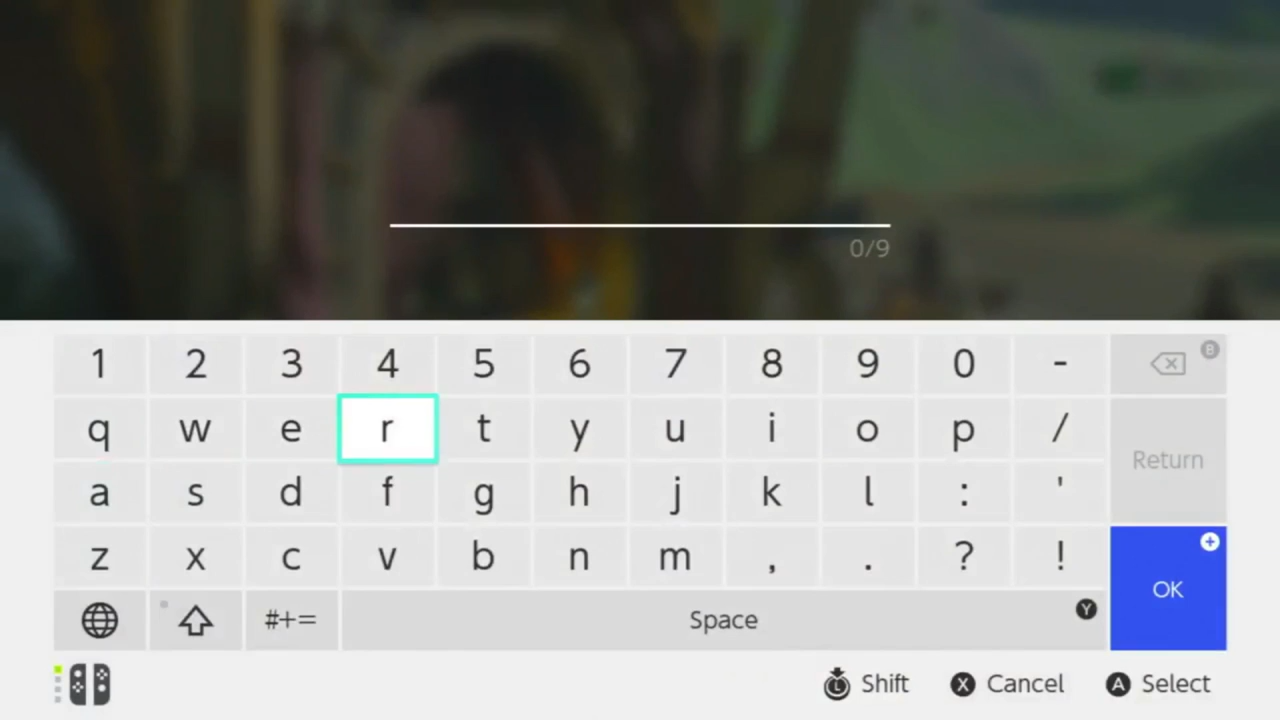 0/9
1 2 3 4 5 6 7 8 9 0 - B
q w e r t y u i o p / Return
a s d f g h j k l : '
z x c v b n m , . ? ! + OK
#+= Space Y
L Shift X Cancel A Select